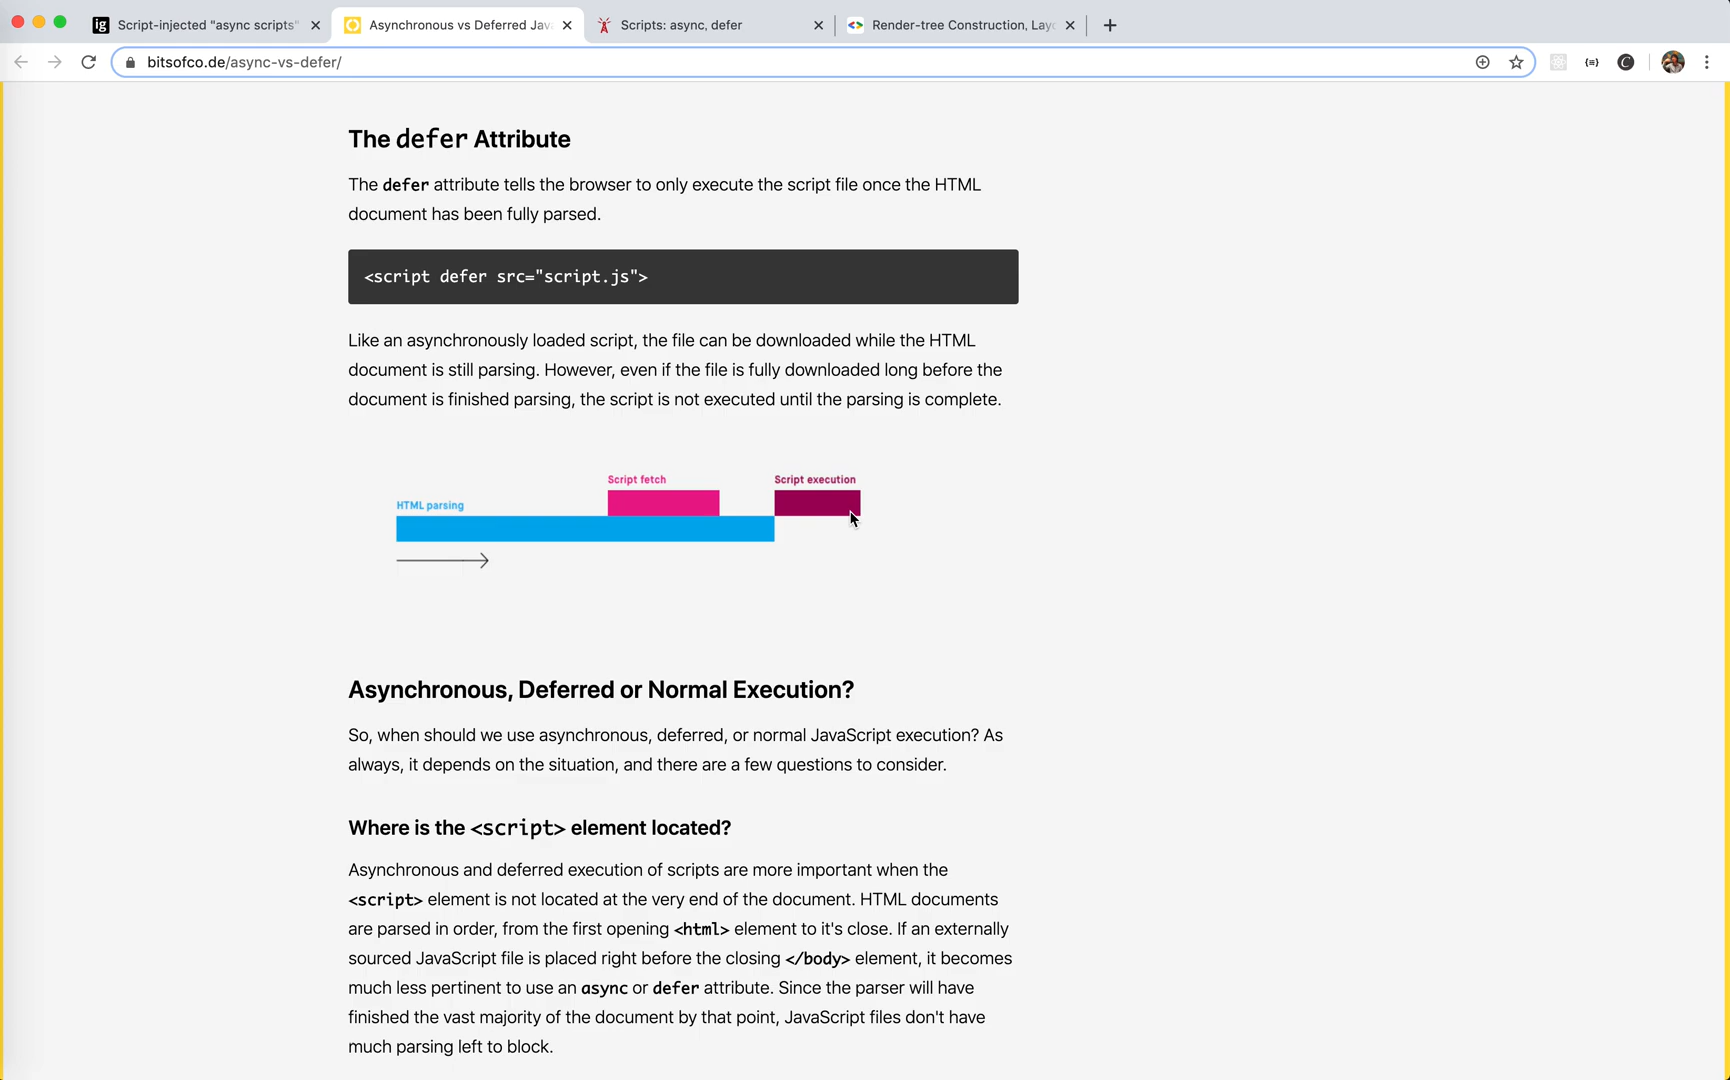 Script-injected "async scripts"
Asynchronous vs Deferred Jav
Scripts: async, defer
Render-tree Construction, Lay
bitsofco.de/async-vs-defer/
The defer Attribute
The defer attribute tells the browser to only execute the script file once the HTML
document has been fully parsed.
<script defer src="script.js">
Like an asynchronously loaded script, the file can be downloaded while the HTML
document is still parsing. However, even if the file is fully downloaded long before the
document is finished parsing, the script is not executed until the parsing is complete.
Script fetch
Script execution
HTML parsing
Asynchronous, Deferred or Normal Execution?
So, when should we use asynchronous, deferred, or normal JavaScript execution? As
always, it depends on the situation, and there are a few questions to consider.
Where is the <script> element located?
Asynchronous and deferred execution of scripts are more important when the
<script> element is not located at the very end of the document. HTML documents
are parsed in order, from the first opening <html> element to it's close. If an externally
sourced JavaScript file is placed right before the closing </body> element, it becomes
much less pertinent to use an async or defer attribute. Since the parser will have
finished the vast majority of the document by that point, JavaScript files don't have
much parsing left to block.